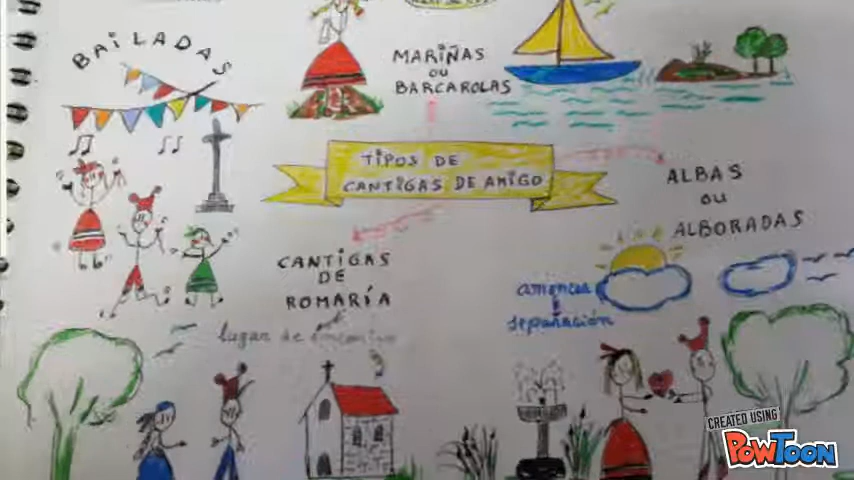 BAILADAS
MARIÑAS
OU
BARCAROLAS
TIPOS DE
CANTIGAS DE AMIGO
ALBAS
OU
ALBORADAS
CANTIGAS
DE
ROMARÍA
lugar de encontro
amencer
separación
CREATED USING
POWTOON